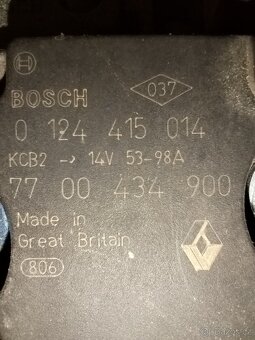 037
BOSCH
0 124 415 014
KCB2 -> 14V 53-98A
77 00 434 900
Made in
Great Britain
806